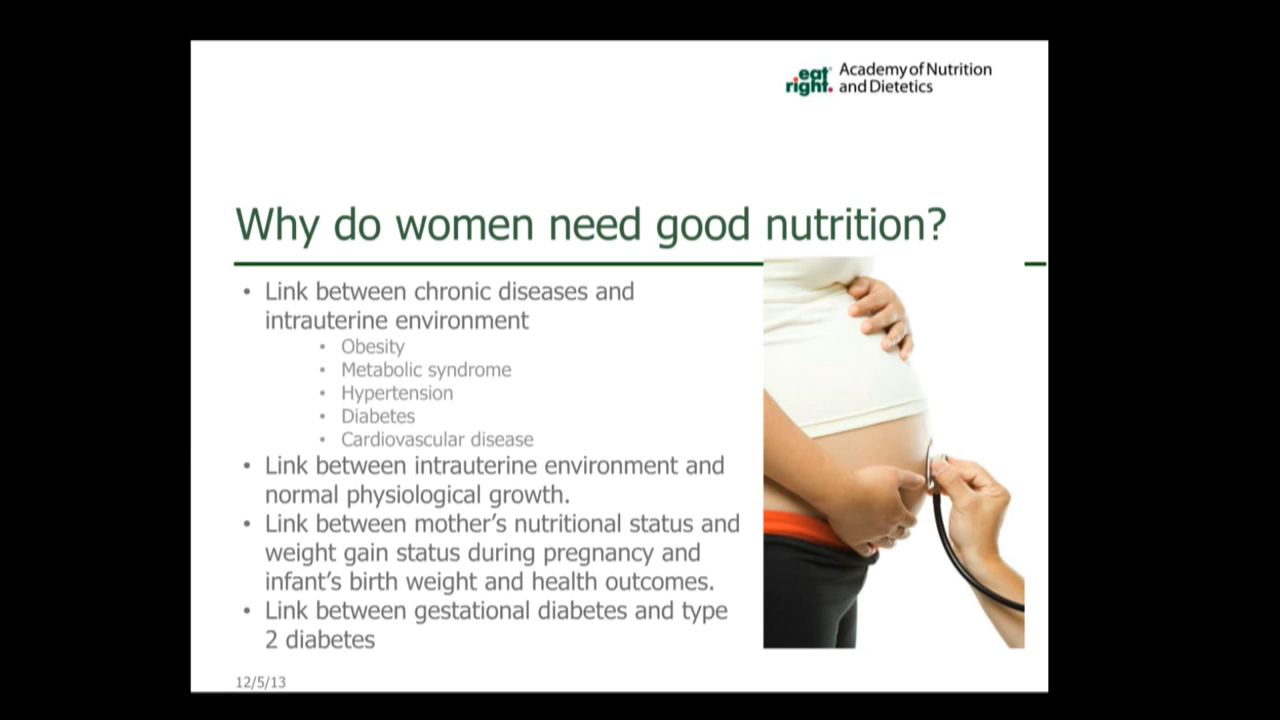 eat right. Academy of Nutrition
and Dietetics
Why do women need good nutrition?
• Link between chronic diseases and
intrauterine environment
• Obesity
• Metabolic syndrome
• Hypertension
• Diabetes
• Cardiovascular disease
• Link between intrauterine environment and
normal physiological growth.
• Link between mother’s nutritional status and
weight gain status during pregnancy and
infant’s birth weight and health outcomes.
• Link between gestational diabetes and type
2 diabetes
12/5/13